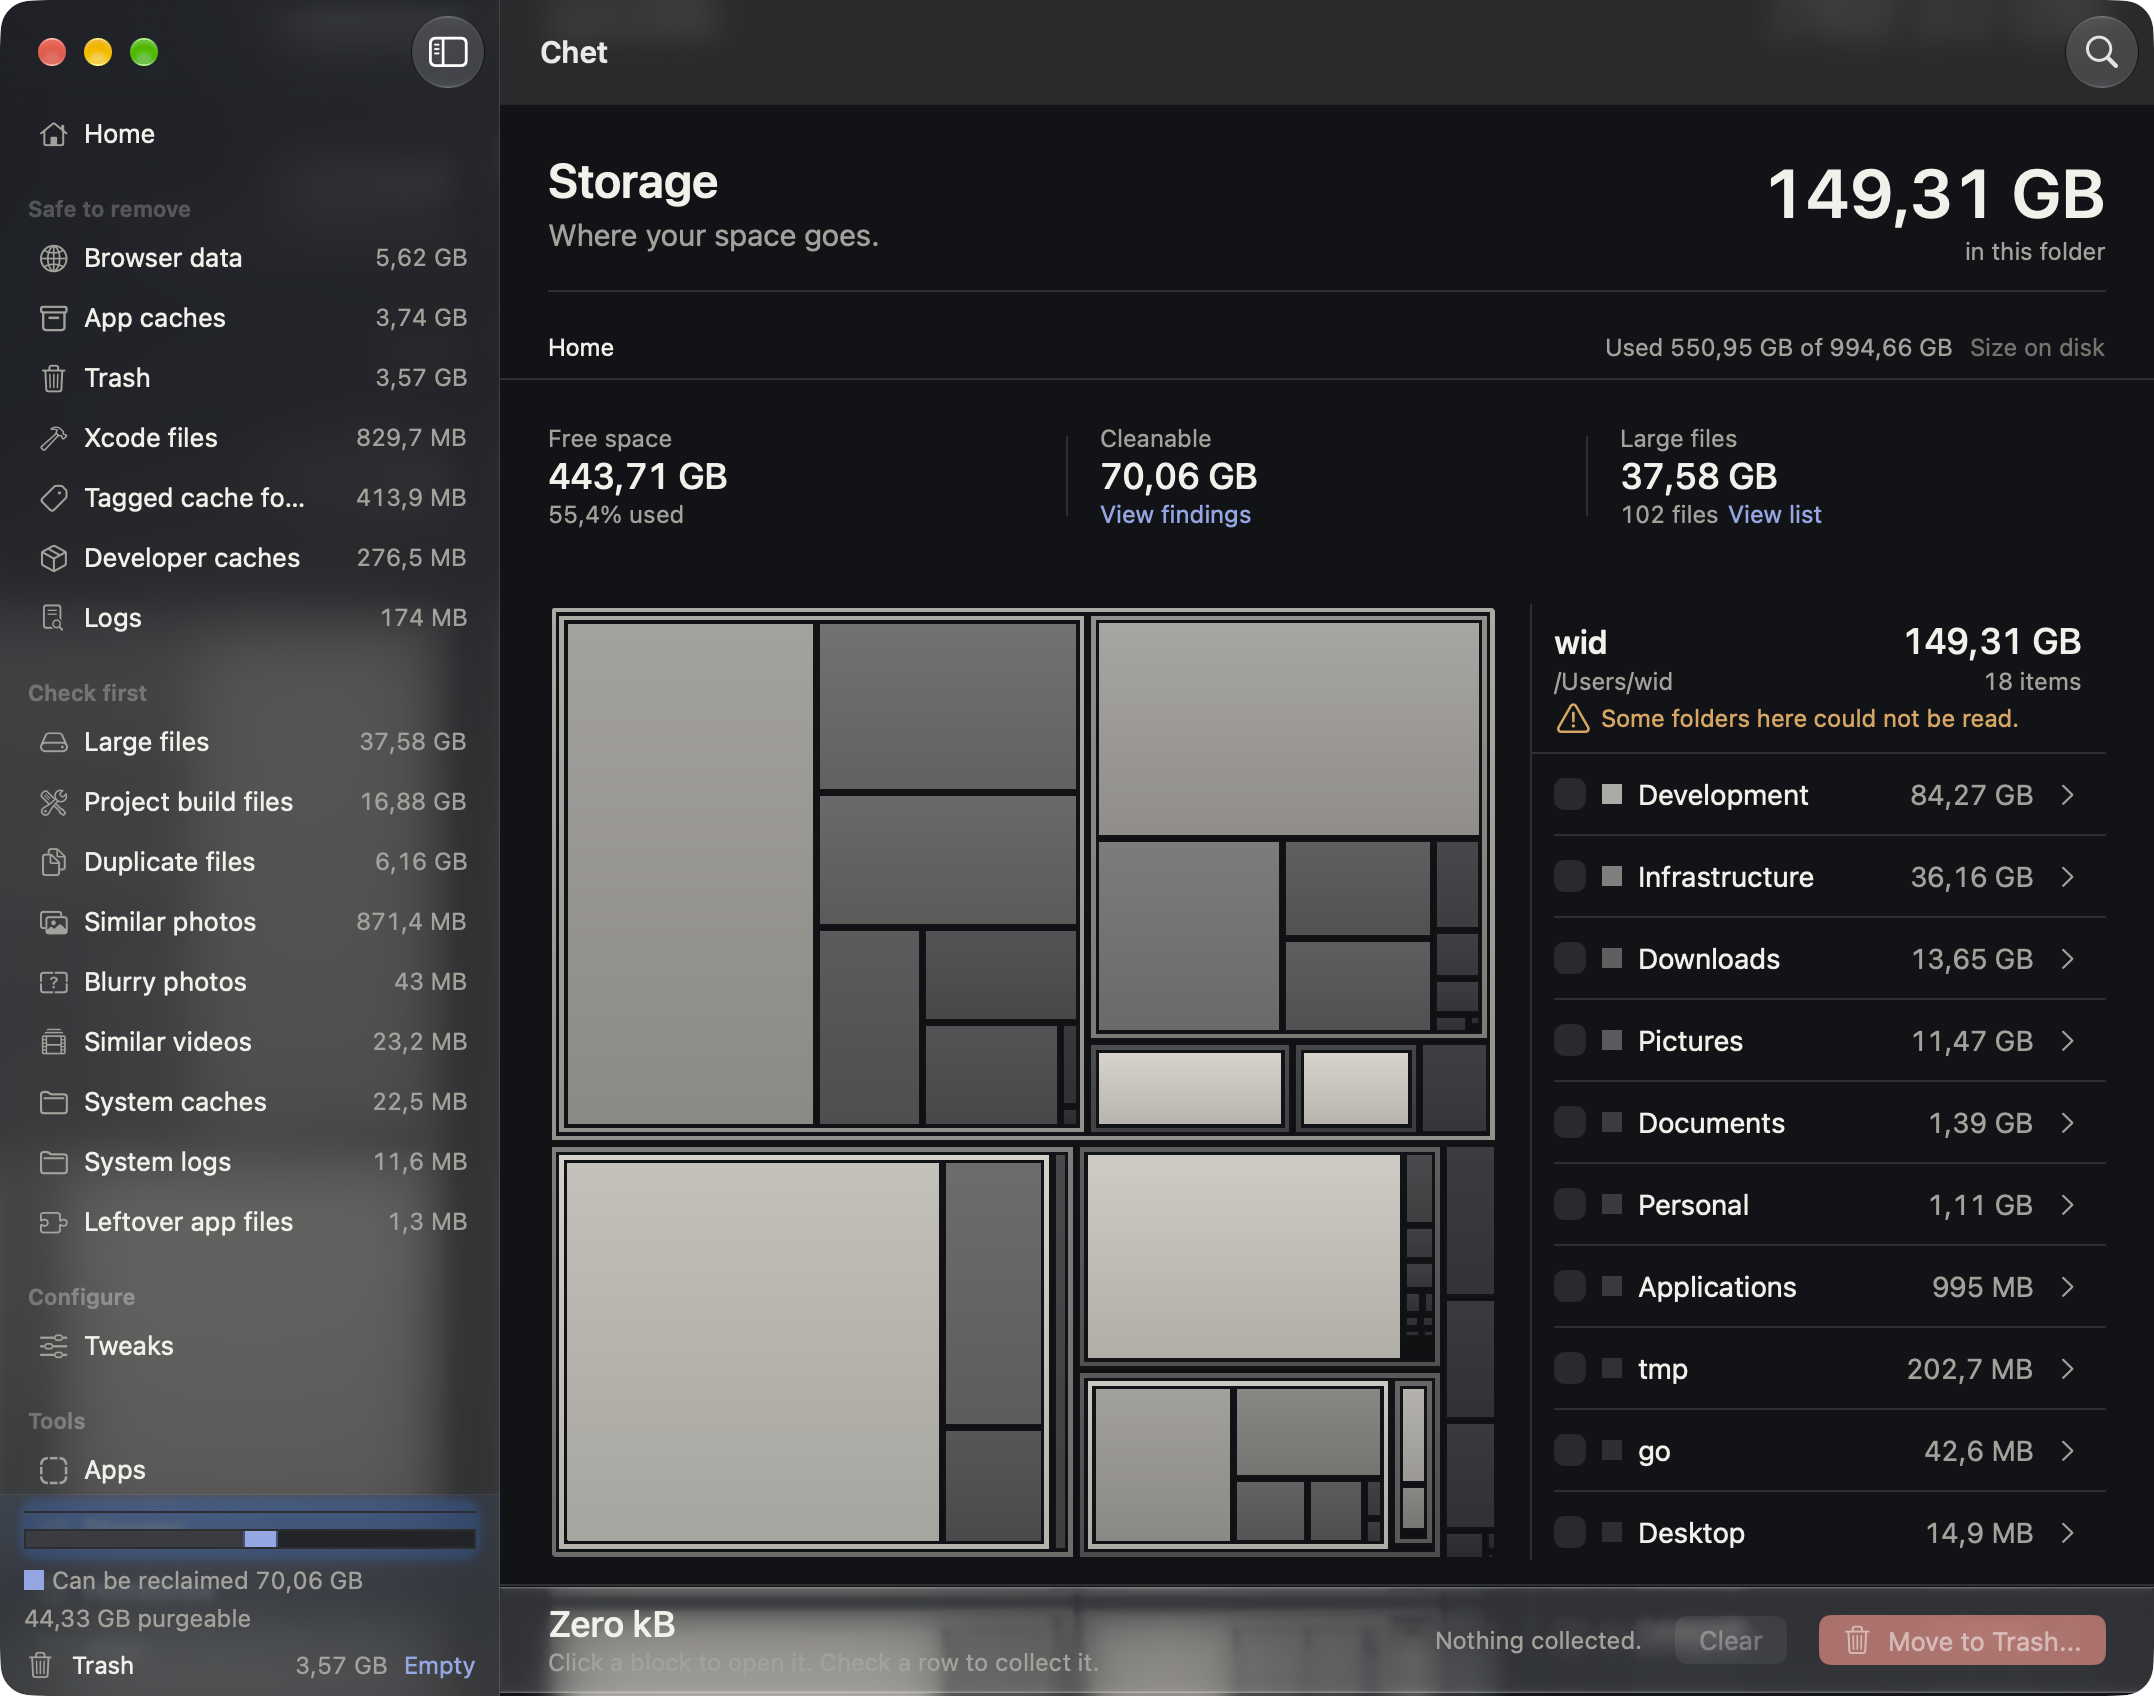 Chet
Home
Safe to remove
Browser data 5,62 GB
App caches 3,74 GB
Trash 3,57 GB
Xcode files 829,7 MB
Tagged cache fo... 413,9 MB
Developer caches 276,5 MB
Logs 174 MB
Check first
Large files 37,58 GB
Project build files 16,88 GB
Duplicate files 6,16 GB
Similar photos 871,4 MB
Blurry photos 43 MB
Similar videos 23,2 MB
System caches 22,5 MB
System logs 11,6 MB
Leftover app files 1,3 MB
Configure
Tweaks
Tools
Apps
Can be reclaimed 70,06 GB
44,33 GB purgeable
Trash 3,57 GB Empty
Storage
Where your space goes.
149,31 GB
in this folder
Home
Used 550,95 GB of 994,66 GB Size on disk
Free space
443,71 GB
55,4% used
Cleanable
70,06 GB
View findings
Large files
37,58 GB
102 files View list
wid 149,31 GB
/Users/wid 18 items
Some folders here could not be read.
Development 84,27 GB
Infrastructure 36,16 GB
Downloads 13,65 GB
Pictures 11,47 GB
Documents 1,39 GB
Personal 1,11 GB
Applications 995 MB
tmp 202,7 MB
go 42,6 MB
Desktop 14,9 MB
Zero kB
Click a block to open it. Check a row to collect it.
Nothing collected.
Clear
Move to Trash...